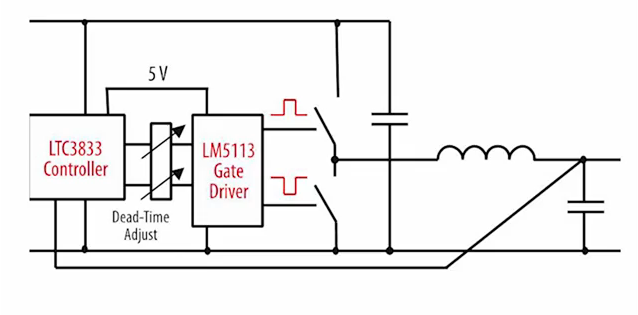 5 V
LTC3833
Controller
LM5113
Gate
Driver
Dead-Time
Adjust